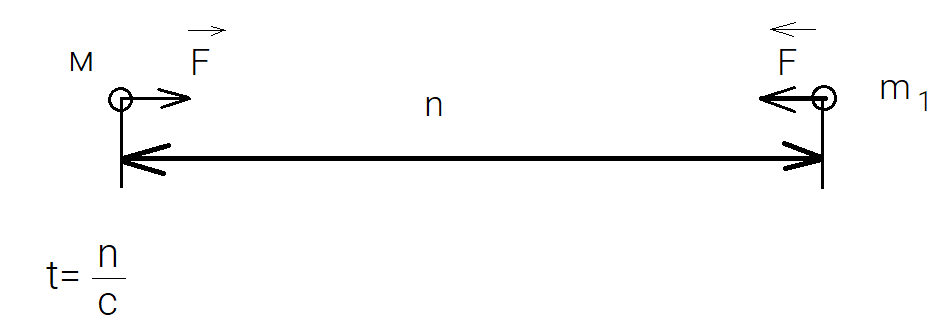 м F F m1
n
t= n/c